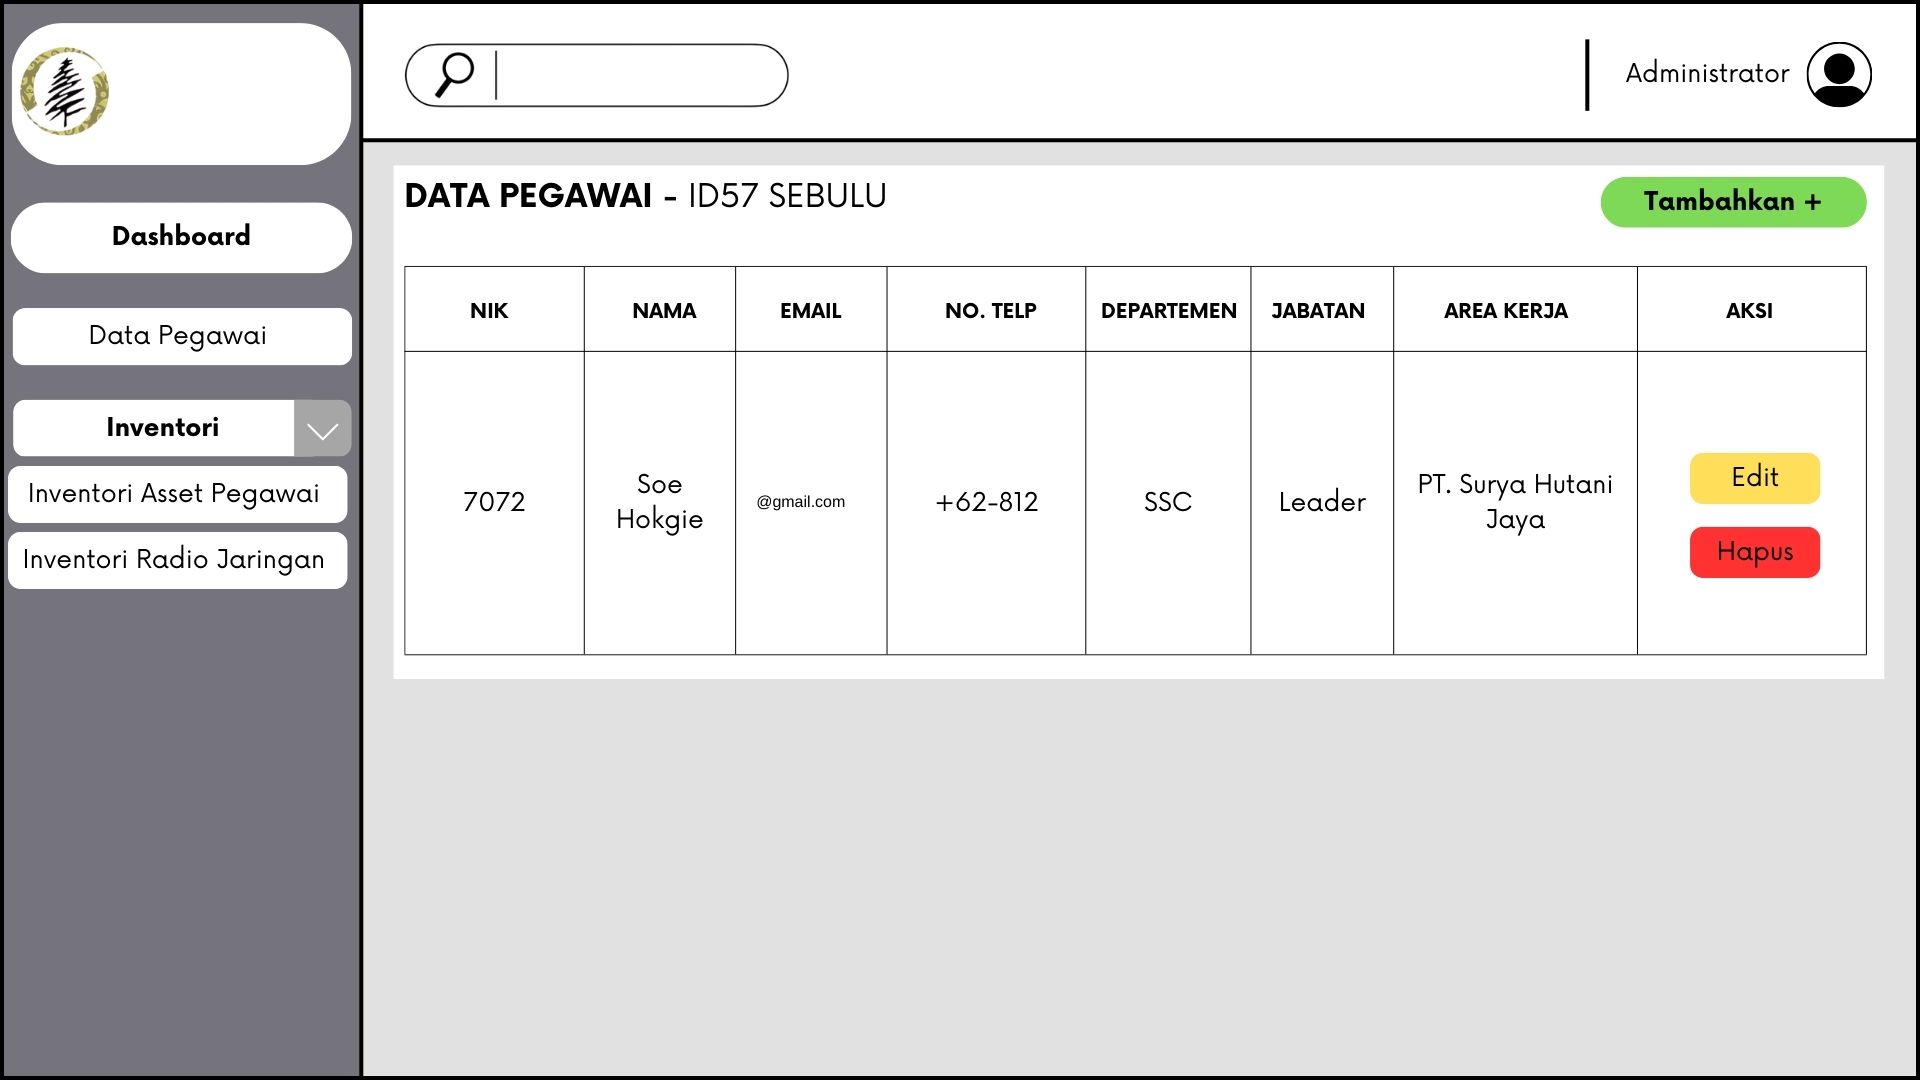 Administrator
Dashboard
Data Pegawai
Inventori
Inventori Asset Pegawai
Inventori Radio Jaringan
DATA PEGAWAI - ID57 SEBULU
Tambahkan +
NIK NAMA EMAIL NO. TELP DEPARTEMEN JABATAN AREA KERJA AKSI
7072
Soe
Hokgie
@gmail.com
+62-812
SSC
Leader
PT. Surya Hutani
Jaya
Edit
Hapus